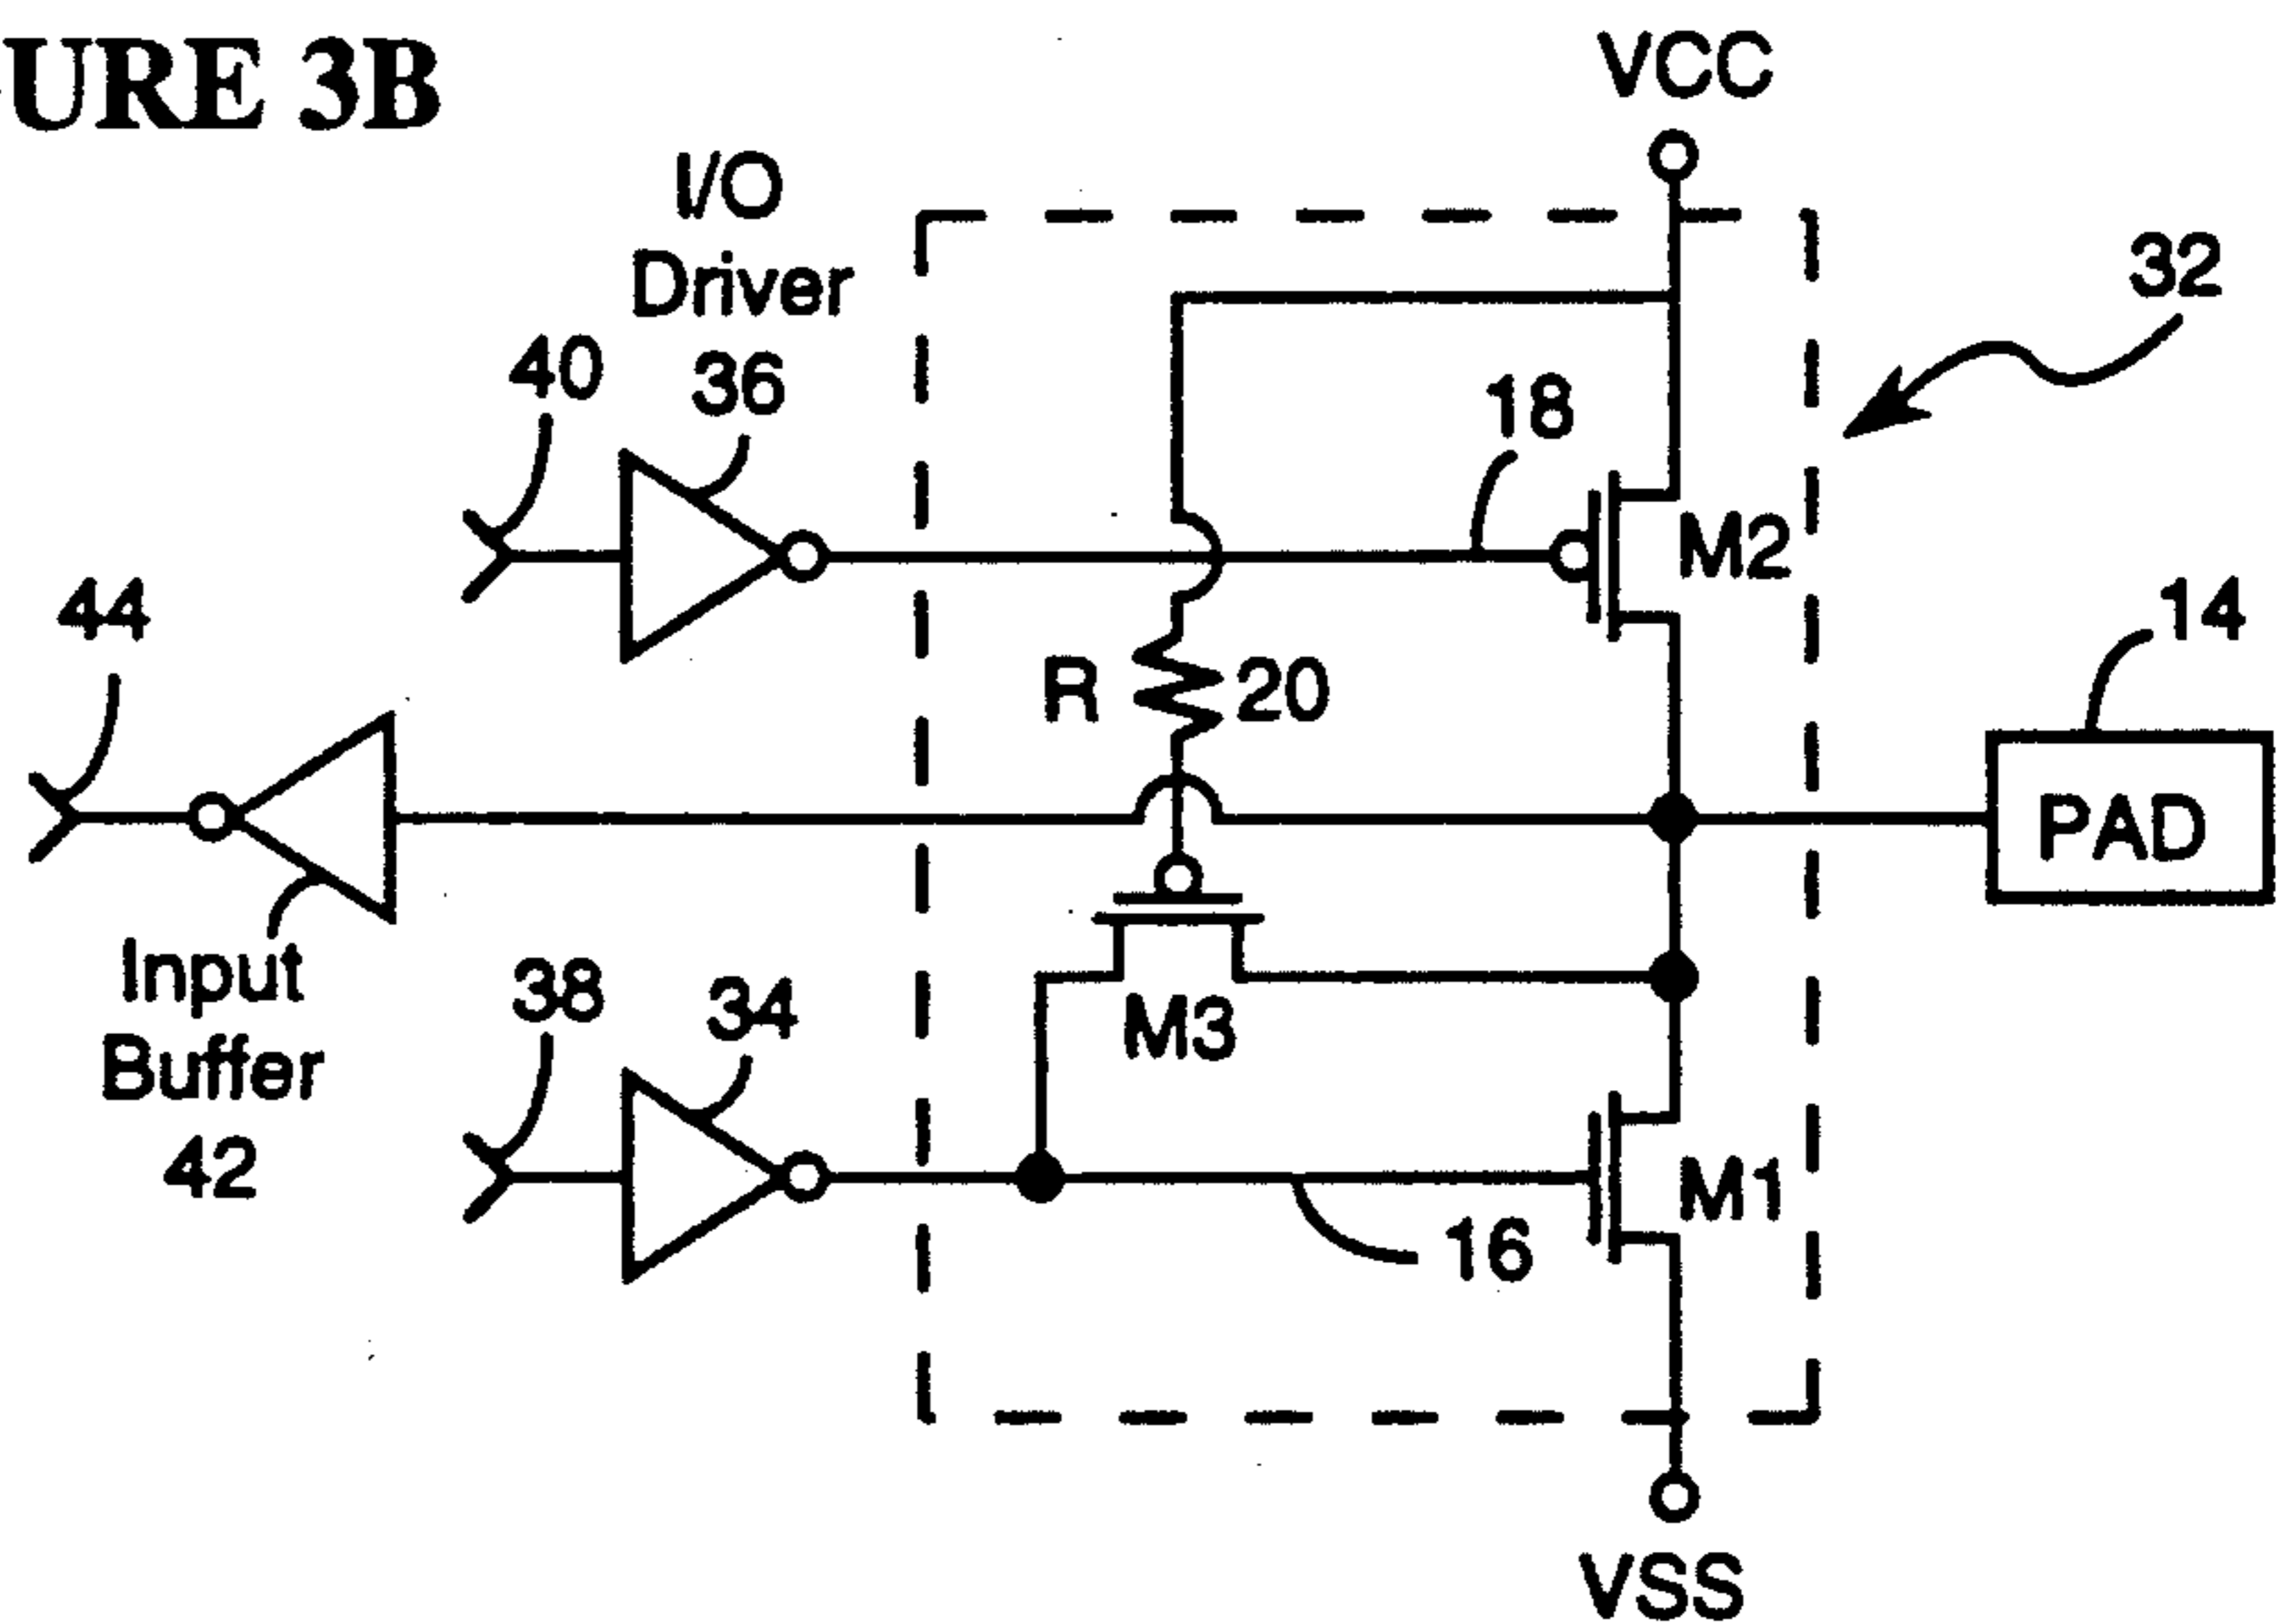 URE 3B
VCC
I/O
Driver
36
40
32
18
M2
44
14
R
20
PAD
Input
Buffer
42
38
34
M3
M1
16
VSS